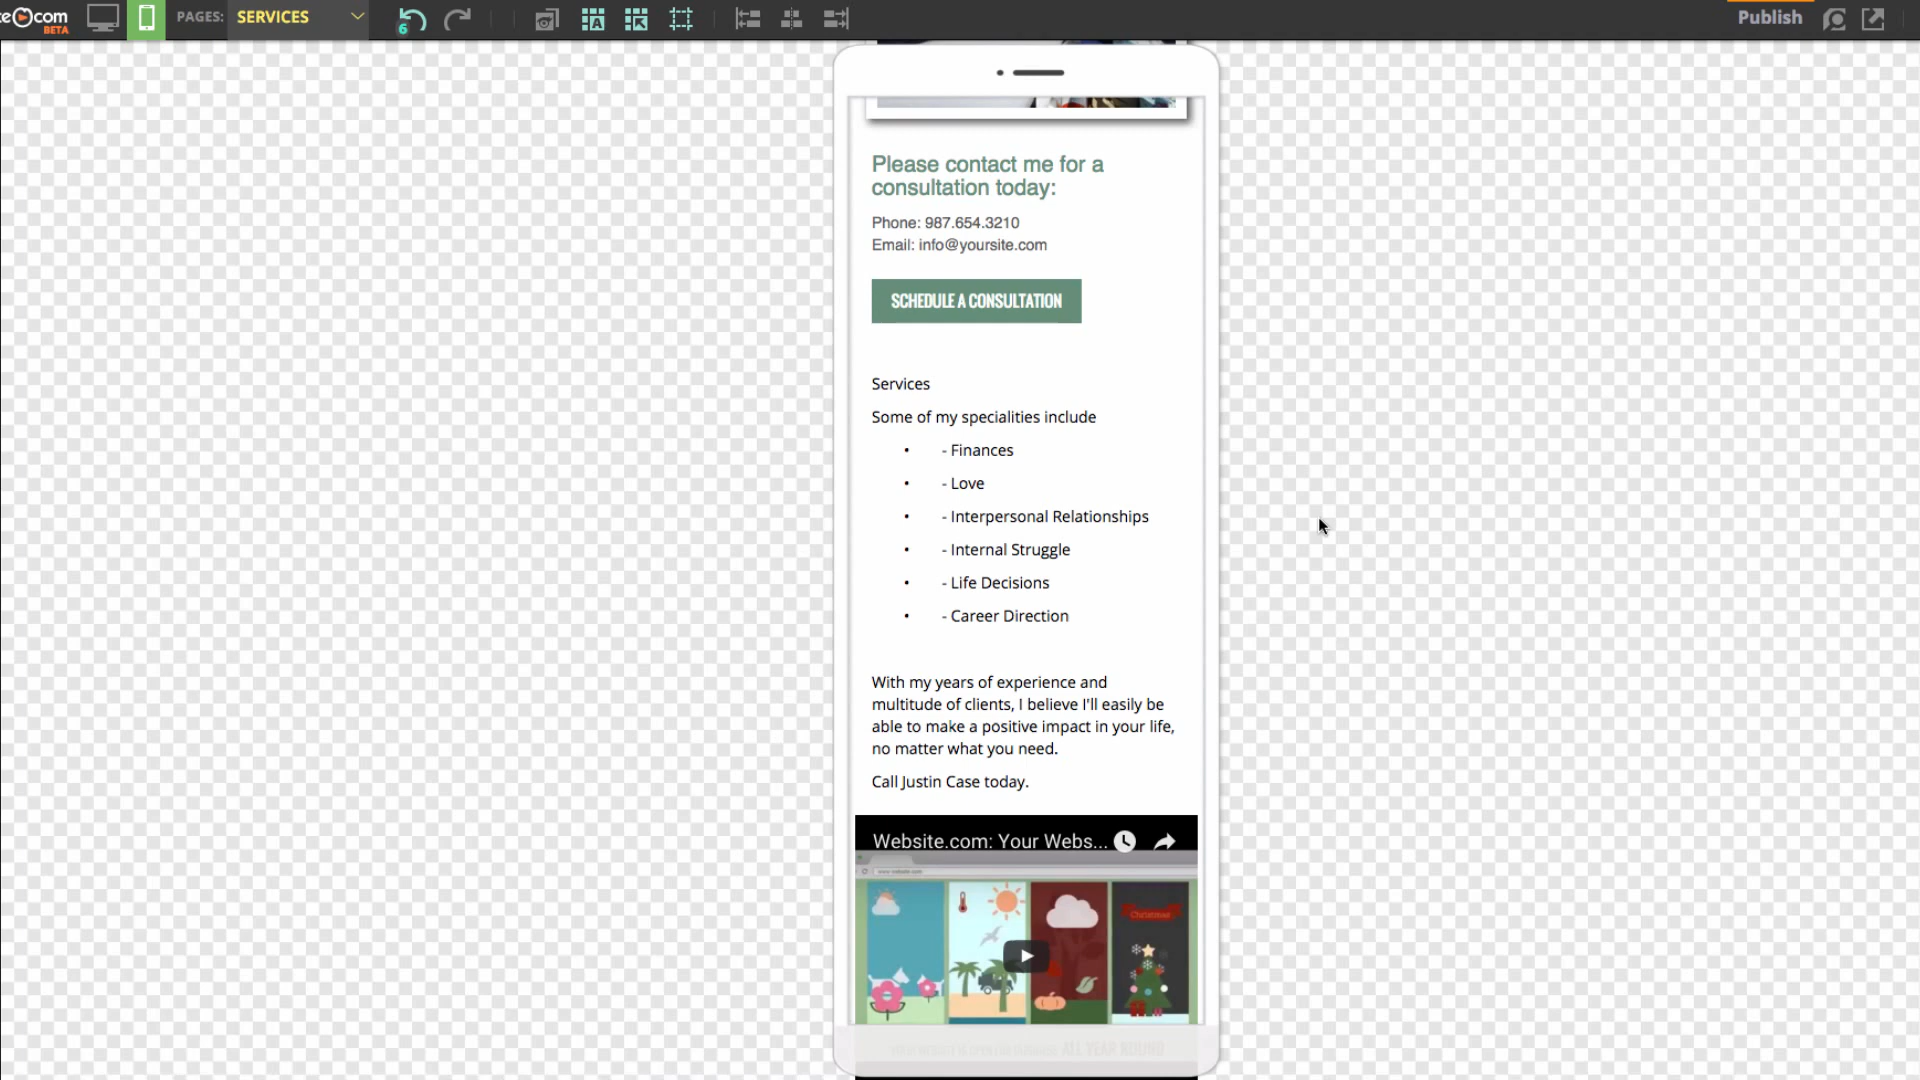 PAGES: SERVICES
Publish
BETA
6
Please contact me for a
consultation today:
Phone: 987.654.3210
Email: info@yoursite.com
SCHEDULE A CONSULTATION
Services
Some of my specialities include
• - Finances
• - Love
• - Interpersonal Relationships
• - Internal Struggle
• - Life Decisions
• - Career Direction
With my years of experience and
multitude of clients, I believe I'll easily be
able to make a positive impact in your life,
no matter what you need.
Call Justin Case today.
Website.com: Your Webs...
Christmas
ALL YEAR ROUND